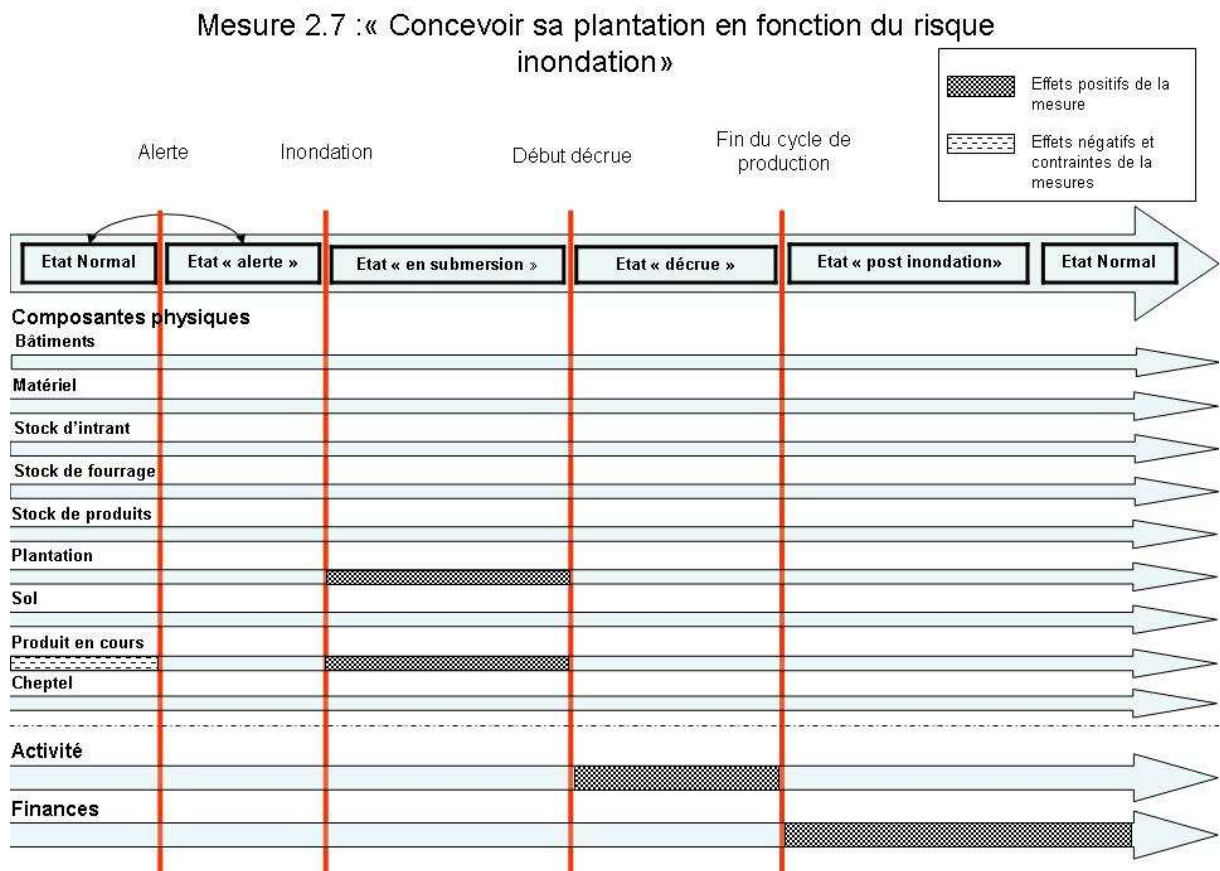 Mesure 2.7 :« Concevoir sa plantation en fonction du risque
inondation»
Effets positifs de la
mesure
Effets négatifs et
contraintes de la
mesures
Alerte
Inondation
Début décrue
Fin du cycle de
production
Etat Normal
Etat « alerte »
Etat « en submersion »
Etat « décrue »
Etat « post inondation»
Etat Normal
Composantes physiques
Bâtiments
Matériel
Stock d'intrant
Stock de fourrage
Stock de produits
Plantation
Sol
Produit en cours
Cheptel
Activité
Finances